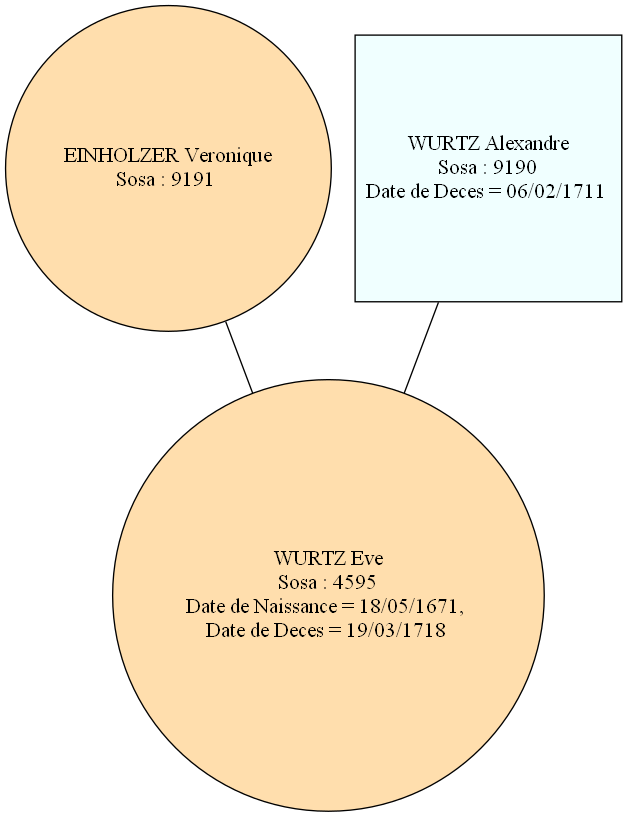 EINHOLZER Veronique
Sosa : 9191
WURTZ Alexandre
Sosa : 9190
Date de Deces = 06/02/1711
WURTZ Eve
Sosa : 4595
Date de Naissance = 18/05/1671,
Date de Deces = 19/03/1718